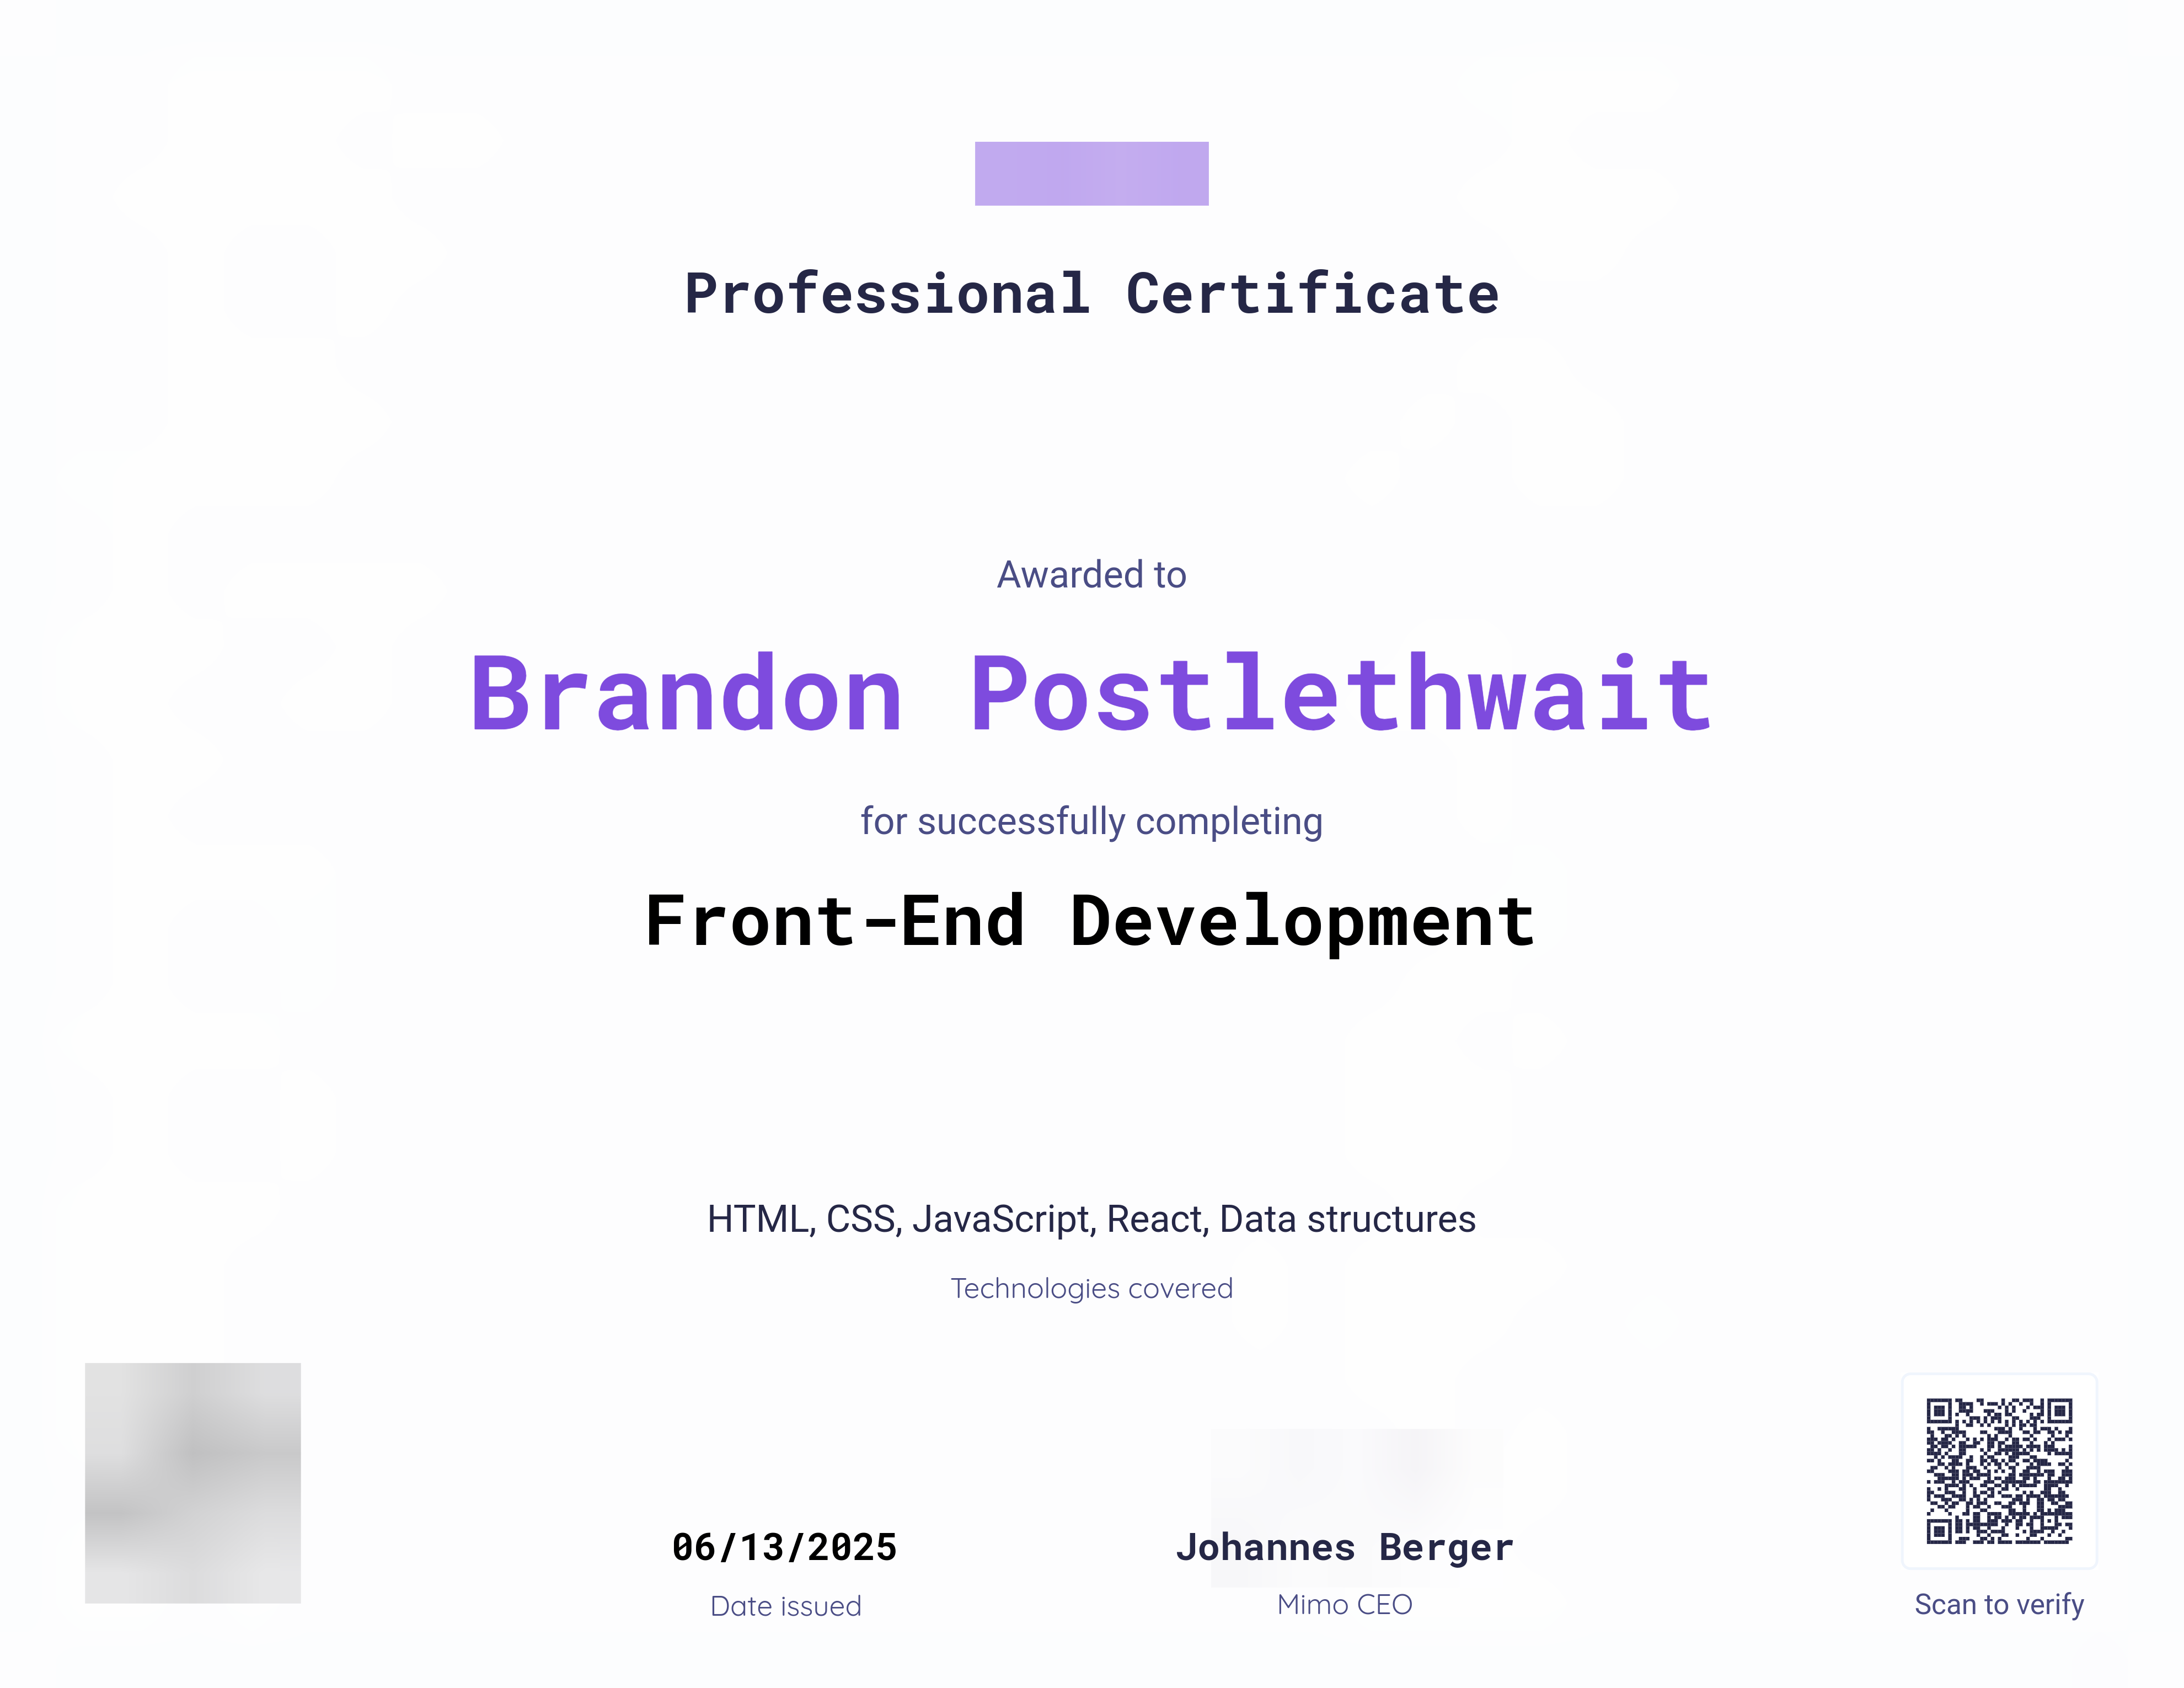 Professional Certificate
Awarded to
Brandon Postlethwait
for successfully completing
Front-End Development
HTML, CSS, JavaScript, React, Data structures
Technologies covered
06/13/2025
Date issued
Johannes Berger
Mimo CEO
Scan to verify